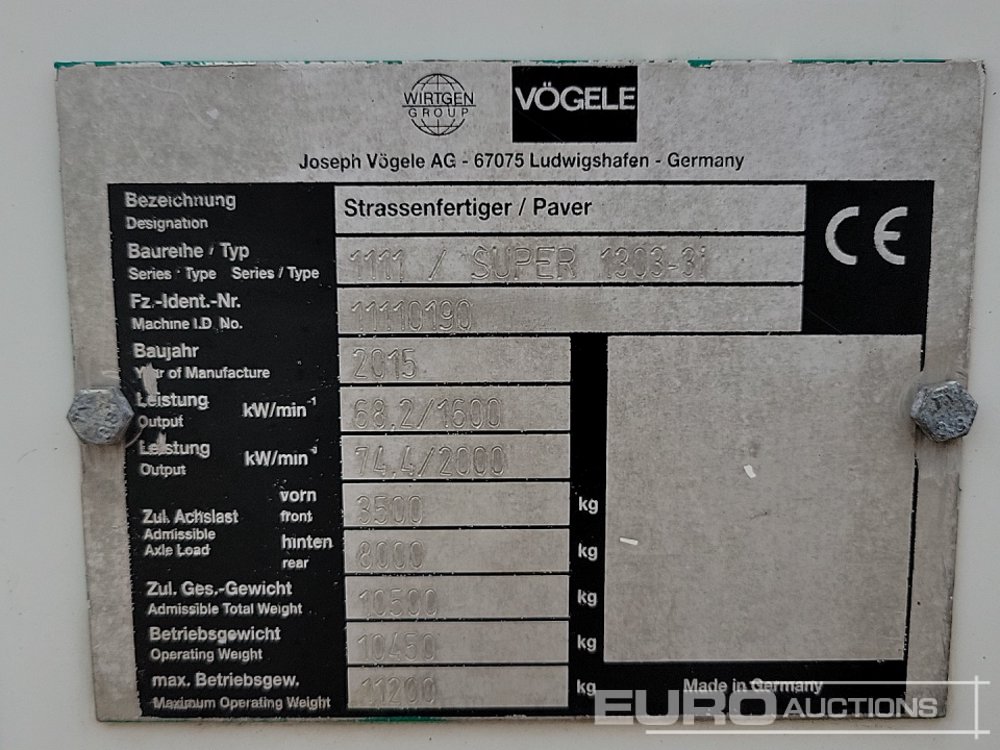 WIRTGEN GROUP VÖGELE
Joseph Vögele AG - 67075 Ludwigshafen - Germany
Bezeichnung
Designation
Strassenfertiger / Paver
Baureihe / Typ
Series · Type Series / Type
1111 / SUPER 1303-3i
Fz.-Ident.-Nr.
Machine I.D. No.
11110190
CE
Baujahr
Year of Manufacture
2015
Leistung
Output
kW/min-1
68.2/1600
Leistung
Output
kW/min-1
74.4/2000
Zul. Achslast
Admissible
Axle Load
vorn
front
3500 kg
hinten
rear
8000 kg
Zul. Ges.-Gewicht
Admissible Total Weight
10500 kg
Betriebsgewicht
Operating Weight
10450 kg
max. Betriebsgew.
Maximum Operating Weight
11200 kg
Made in Germany
EURO AUCTIONS